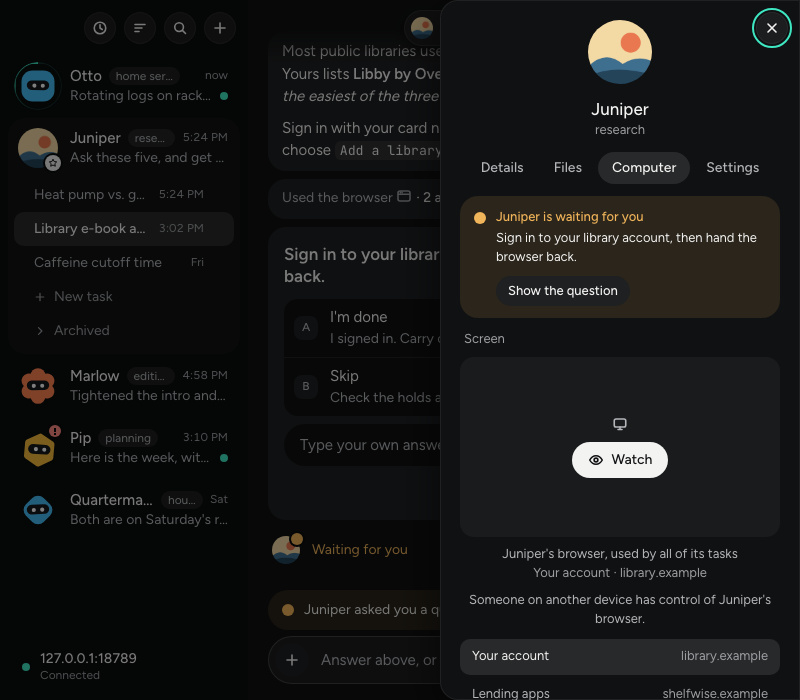 Otto home ser... now
Rotating logs on rack...
Juniper rese... 5:24 PM
Ask these five, and get ...
Heat pump vs. g... 5:24 PM
Library e-book a... 3:02 PM
Caffeine cutoff time Fri
New task
Archived
Marlow editi... 4:58 PM
Tightened the intro and...
Pip planning 3:10 PM
Here is the week, wit...
Quarterma... hou... Sat
Both are on Saturday's r...
127.0.0.1:18789
Connected
Most public libraries use
Yours lists Libby by Ove
the easiest of the three
Sign in with your card n
choose Add a library
Used the browser · 2 a
Sign in to your librar
back.
A I'm done
I signed in. Carry o
B Skip
Check the holds a
Type your own answe
Waiting for you
Juniper asked you a q
Answer above, or
Juniper
research
Details Files Computer Settings
Juniper is waiting for you
Sign in to your library account, then hand the
browser back.
Show the question
Screen
Watch
Juniper's browser, used by all of its tasks
Your account · library.example
Someone on another device has control of Juniper's
browser.
Your account library.example
Lending apps shelfwise.example